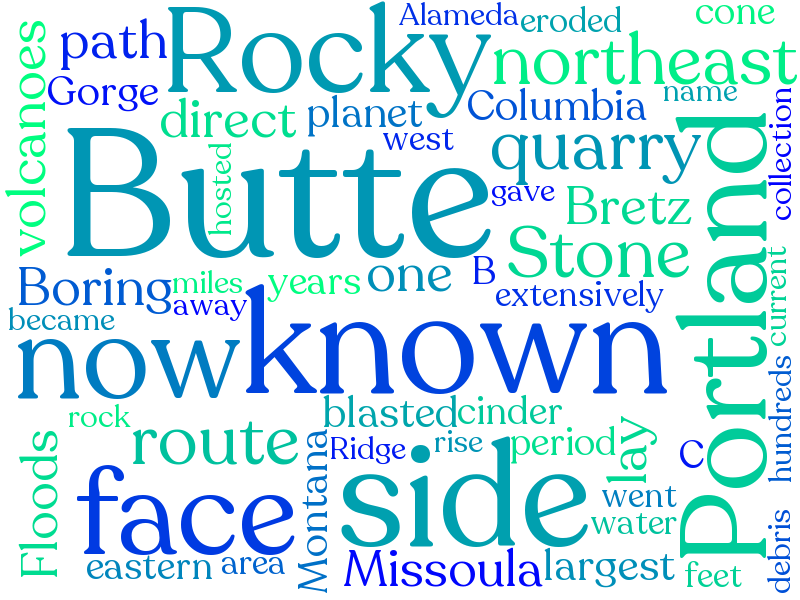 Alameda
eroded
cone
path
Rocky
northeast
Gorge
name
volcanoes
direct
planet
Columbia
collection
west
quarry
Portland
hosted
Butte
gave
Bretz
Stone
Boring
miles
years
one
B
current
away
extensively
became
now
known
rock
blasted
cinder
hundreds
route
Ridge
rise
period
lay
C
Floods
face
Montana
side
went
water
debris
eastern
area
Missoula
largest
feet